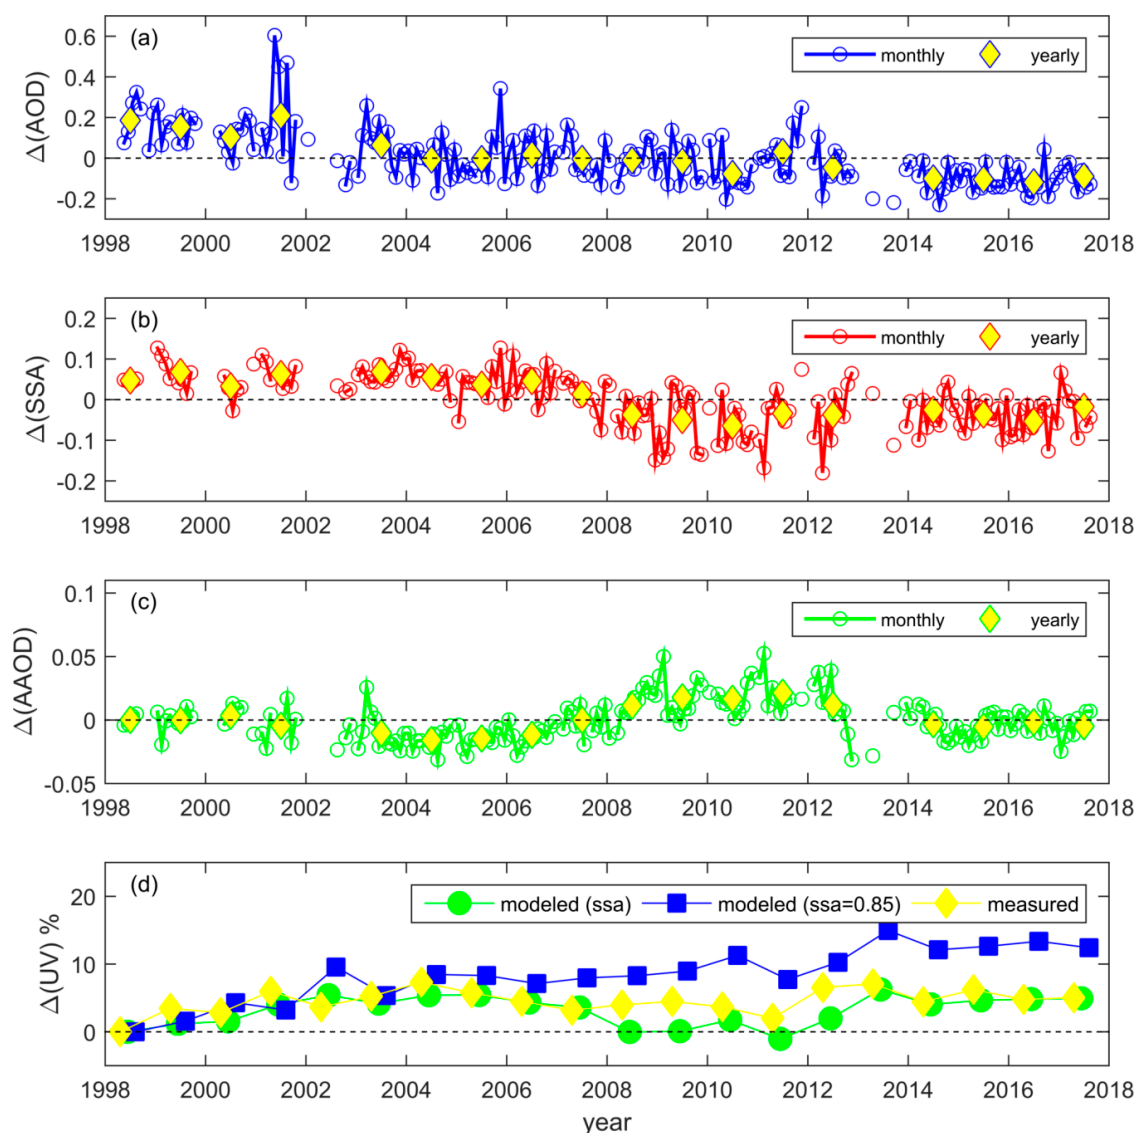 (a)
monthly yearly
Δ(AOD)
0.6
0.4
0.2
0
-0.2
1998 2000 2002 2004 2006 2008 2010 2012 2014 2016 2018
(b)
monthly yearly
Δ(SSA)
0.2
0.1
0
-0.1
-0.2
1998 2000 2002 2004 2006 2008 2010 2012 2014 2016 2018
(c)
monthly yearly
Δ(AAOD)
0.1
0.05
0
-0.05
1998 2000 2002 2004 2006 2008 2010 2012 2014 2016 2018
(d)
modeled (ssa) modeled (ssa=0.85) measured
Δ(UV) %
20
10
0
1998 2000 2002 2004 2006 2008 2010 2012 2014 2016 2018
year